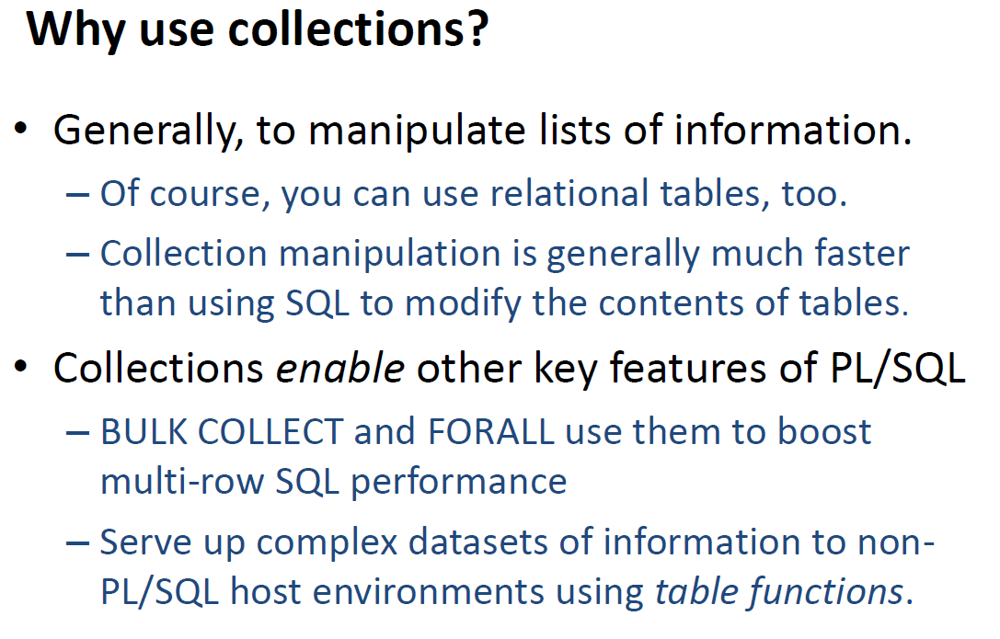 Why use collections?
• Generally, to manipulate lists of information.
– Of course, you can use relational tables, too.
– Collection manipulation is generally much faster
than using SQL to modify the contents of tables.
• Collections enable other key features of PL/SQL
– BULK COLLECT and FORALL use them to boost
multi-row SQL performance
– Serve up complex datasets of information to non-
PL/SQL host environments using table functions.